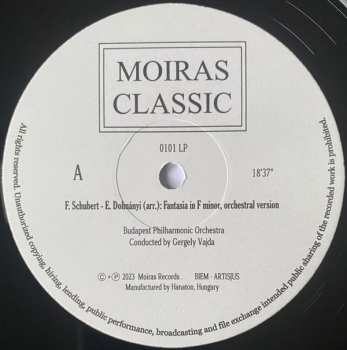 MOIRAS
CLASSIC
0101 LP
A
18'37"
F. Schubert - E. Dohnányi (arr.): Fantasia in F minor, orchestral version
Budapest Philharmonic Orchestra
Conducted by Gergely Vajda
© + ℗ 2023 Moiras Records   BIEM - ARTISJUS
Manufactured by Hanaton, Hungary
All rights reserved. Unauthorized copying, hiring, lending, public performance, broadcasting and file exchange intended public sharing of the recorded work is prohibited.